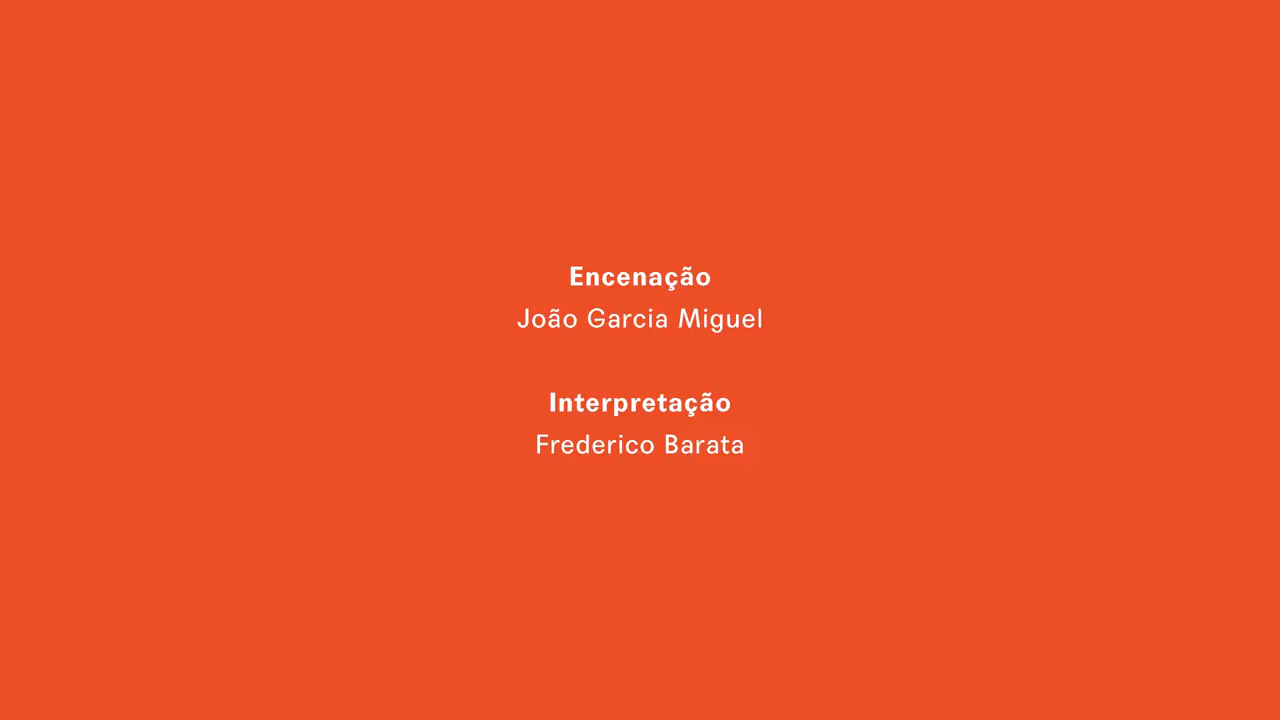 Encenação
João Garcia Miguel
Interpretação
Frederico Barata